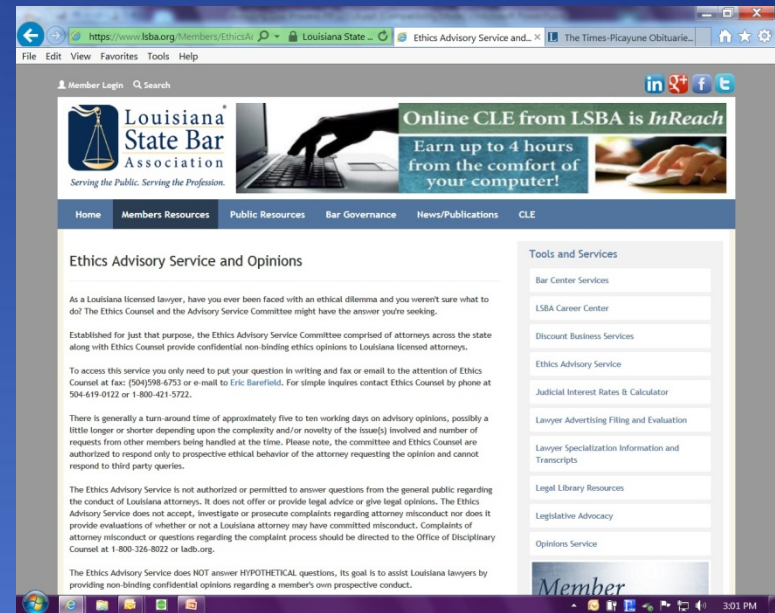 https://www.lsba.org/Members/EthicsAc
Louisiana State ...
Ethics Advisory Service and...
The Times-Picayune Obituarie...
File Edit View Favorites Tools Help
Member Login Search
Louisiana
State Bar
Association
Serving the Public. Serving the Profession.
Online CLE from LSBA is InReach
Earn up to 4 hours
from the comfort of
your computer!
Home Members Resources Public Resources Bar Governance News/Publications CLE
Ethics Advisory Service and Opinions
As a Louisiana licensed lawyer, have you ever been faced with an ethical dilemma and you weren't sure what to
do? The Ethics Counsel and the Advisory Service Committee might have the answer you're seeking.
Established for just that purpose, the Ethics Advisory Service Committee comprised of attorneys across the state
along with Ethics Counsel provide confidential non-binding ethics opinions to Louisiana licensed attorneys.
To access this service you only need to put your question in writing and fax or email to the attention of Ethics
Counsel at fax: (504)598-6753 or e-mail to Eric Barefield. For simple inquires contact Ethics Counsel by phone at
504-619-0122 or 1-800-421-5722.
There is generally a turn-around time of approximately five to ten working days on advisory opinions, possibly a
little longer or shorter depending upon the complexity and/or novelty of the issue(s) involved and number of
requests from other members being handled at the time. Please note, the committee and Ethics Counsel are
authorized to respond only to prospective ethical behavior of the attorney requesting the opinion and cannot
respond to third party queries.
The Ethics Advisory Service is not authorized or permitted to answer questions from the general public regarding
the conduct of Louisiana attorneys. It does not offer or provide legal advice or give legal opinions. The Ethics
Advisory Service does not accept, investigate or prosecute complaints regarding attorney misconduct nor does it
provide evaluations of whether or not a Louisiana attorney may have committed misconduct. Complaints of
attorney misconduct or questions regarding the complaint process should be directed to the Office of Disciplinary
Counsel at 1-800-326-8022 or ladb.org.
The Ethics Advisory Service does NOT answer HYPOTHETICAL questions, its goal is to assist Louisiana lawyers by
providing non-binding confidential opinions regarding a member's own prospective conduct.
Tools and Services
Bar Center Services
LSBA Career Center
Discount Business Services
Ethics Advisory Service
Judicial Interest Rates & Calculator
Lawyer Advertising Filing and Evaluation
Lawyer Specialization Information and
Transcripts
Legal Library Resources
Legislative Advocacy
Opinions Service
Member
3:01 PM